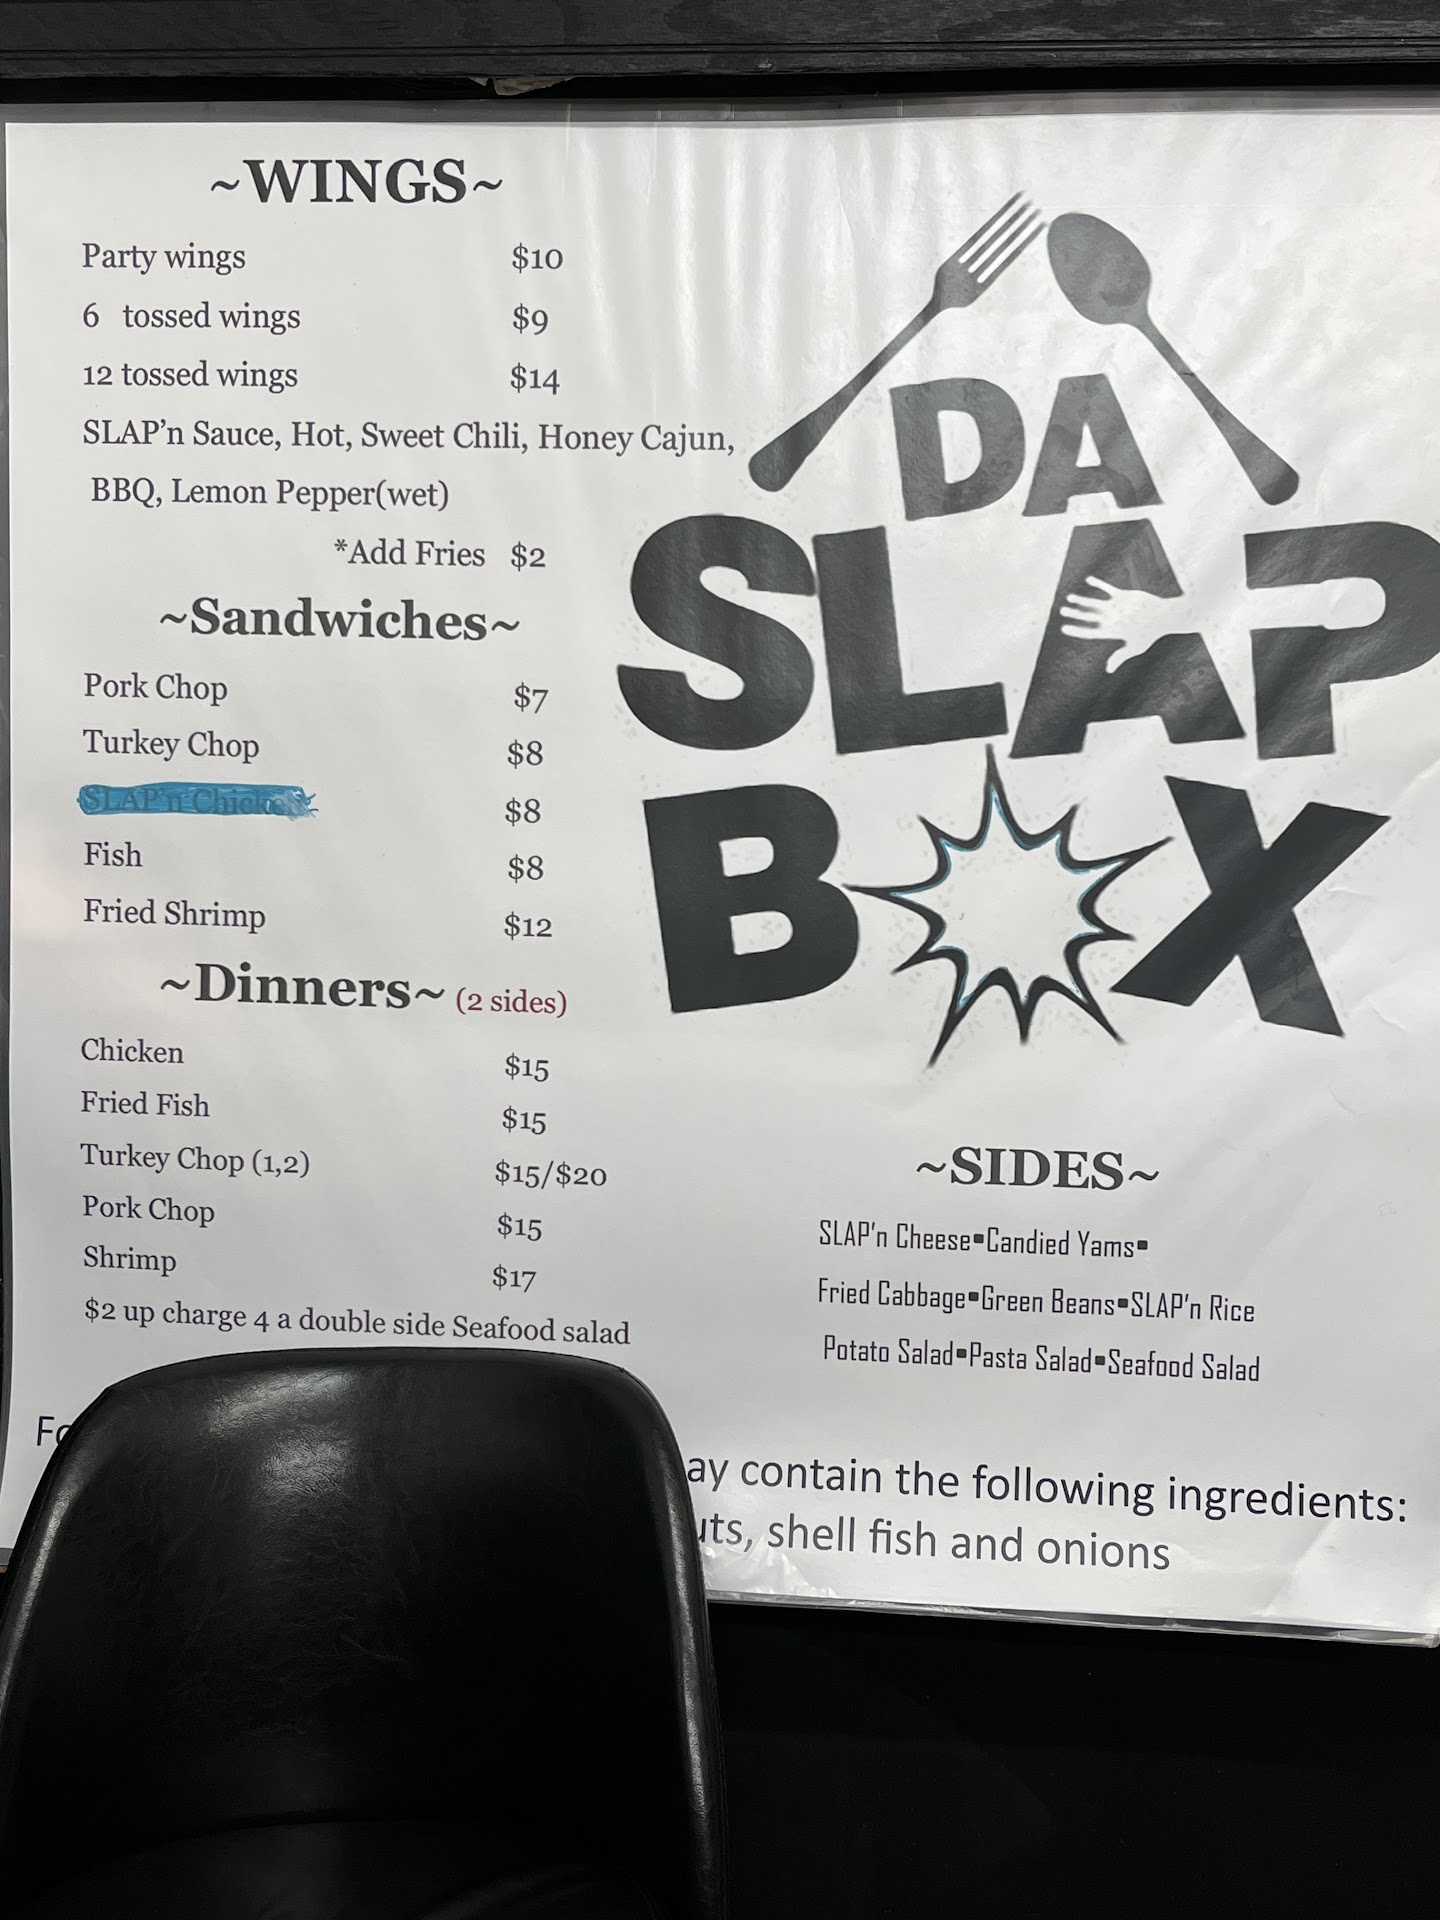 ~WINGS~
Party wings $10
6 tossed wings $9
12 tossed wings $14
SLAP'n Sauce, Hot, Sweet Chili, Honey Cajun,
BBQ, Lemon Pepper(wet)
*Add Fries $2
~Sandwiches~
Pork Chop $7
Turkey Chop $8
SLAP'n Chicken $8
Fish $8
Fried Shrimp $12
~Dinners~ (2 sides)
Chicken $15
Fried Fish $15
Turkey Chop (1,2) $15/$20
Pork Chop $15
Shrimp $17
$2 up charge 4 a double side Seafood salad
DA
SLAP
BOX
~SIDES~
SLAP'n Cheese▪Candied Yams▪
Fried Cabbage▪Green Beans▪SLAP'n Rice
Potato Salad▪Pasta Salad▪Seafood Salad
contain the following ingredients:
shell fish and onions